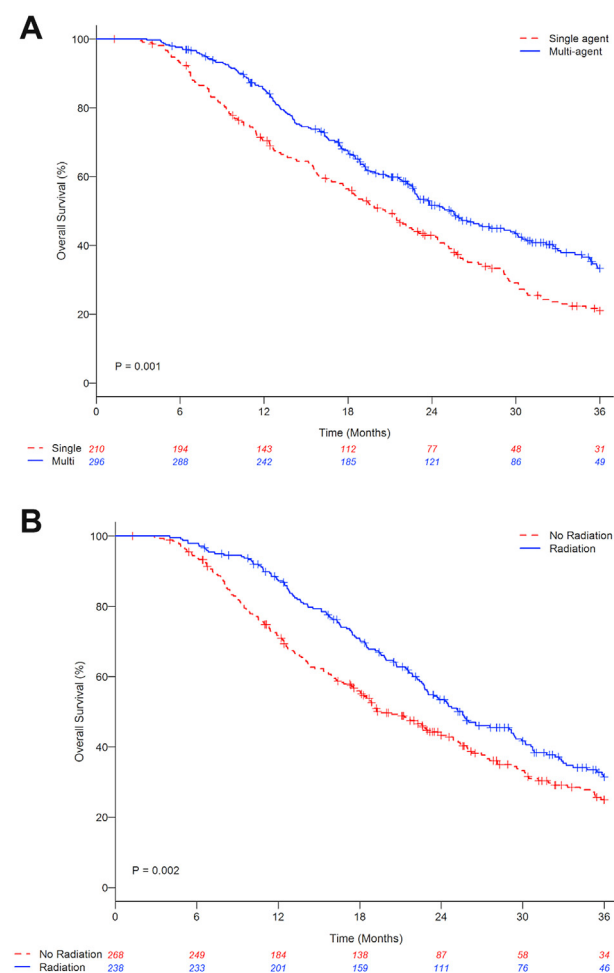 A
Single agent
Multi-agent
100
80
60
40
20
0
Overall Survival (%)
P = 0.001
0 6 12 18 24 30 36
Time (Months)
Single 210 194 143 112 77 48 31
Multi 296 288 242 185 121 86 49
B
No Radiation
Radiation
100
80
60
40
20
0
Overall Survival (%)
P = 0.002
0 6 12 18 24 30 36
Time (Months)
No Radiation 268 249 184 138 87 58 34
Radiation 238 233 201 159 111 76 46